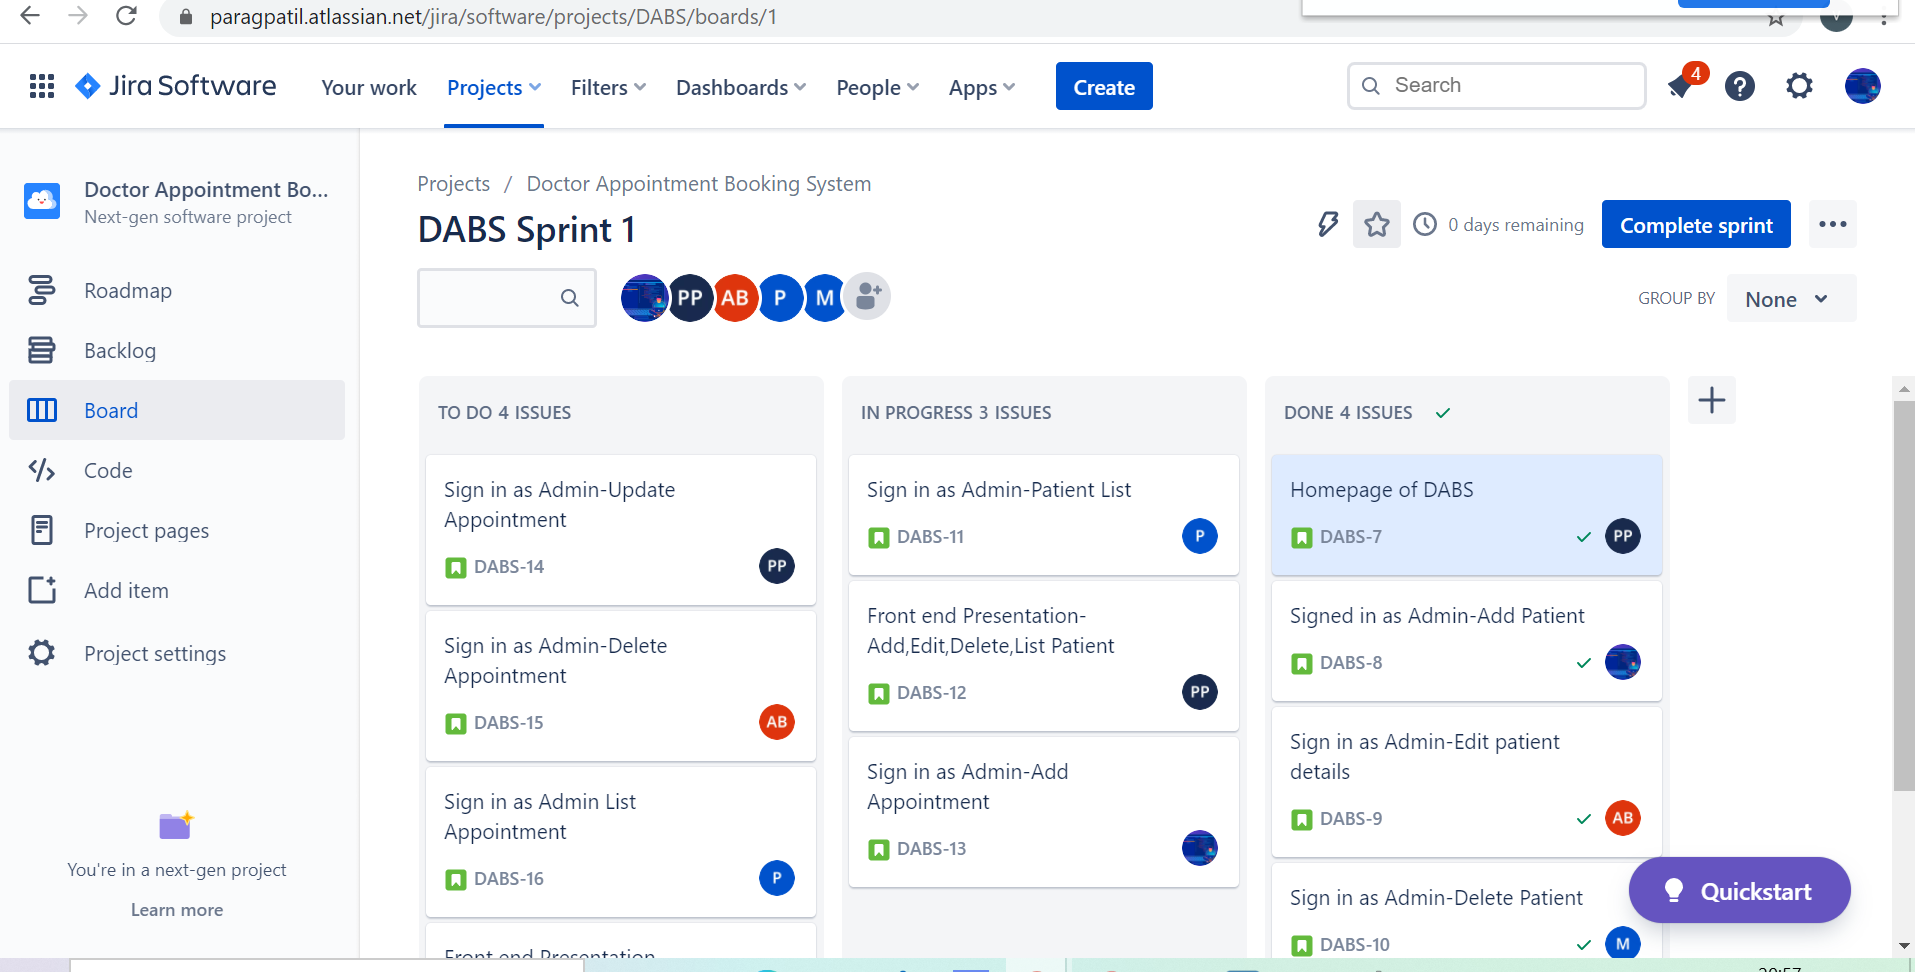 paragpatil.atlassian.net/jira/software/projects/DABS/boards/1
V
Jira Software
Your work
Projects
Filters
Dashboards
People
Apps
Create
Search
4
Doctor Appointment Bo...
Next-gen software project
Roadmap
Backlog
Board
Code
Project pages
Add item
Project settings
You're in a next-gen project
Learn more
Projects / Doctor Appointment Booking System
DABS Sprint 1
0 days remaining
Complete sprint
PP AB P M
GROUP BY None
TO DO 4 ISSUES
Sign in as Admin-Update
Appointment
DABS-14
PP
Sign in as Admin-Delete
Appointment
DABS-15
AB
Sign in as Admin List
Appointment
DABS-16
P
Front end Presentation
IN PROGRESS 3 ISSUES
Sign in as Admin-Patient List
DABS-11
P
Front end Presentation-
Add,Edit,Delete,List Patient
DABS-12
PP
Sign in as Admin-Add
Appointment
DABS-13
DONE 4 ISSUES
Homepage of DABS
DABS-7
PP
Signed in as Admin-Add Patient
DABS-8
Sign in as Admin-Edit patient
details
DABS-9
AB
Sign in as Admin-Delete Patient
DABS-10
M
Quickstart